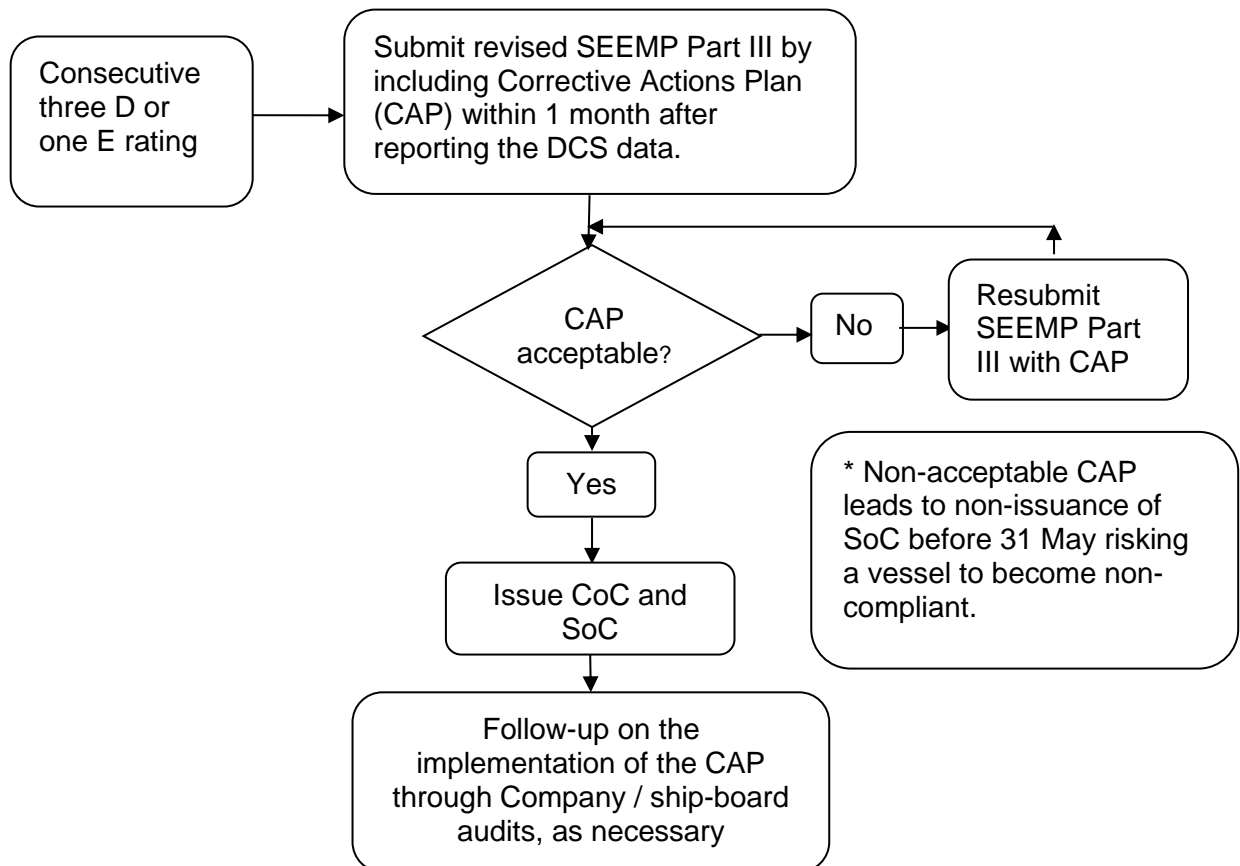 Consecutive
three D or
one E rating
Submit revised SEEMP Part III by
including Corrective Actions Plan
(CAP) within 1 month after
reporting the DCS data.
CAP
acceptable?
No
Resubmit
SEEMP Part
III with CAP
Yes
* Non-acceptable CAP
leads to non-issuance of
SoC before 31 May risking
a vessel to become non-
compliant.
Issue CoC and
SoC
Follow-up on the
implementation of the CAP
through Company / ship-board
audits, as necessary